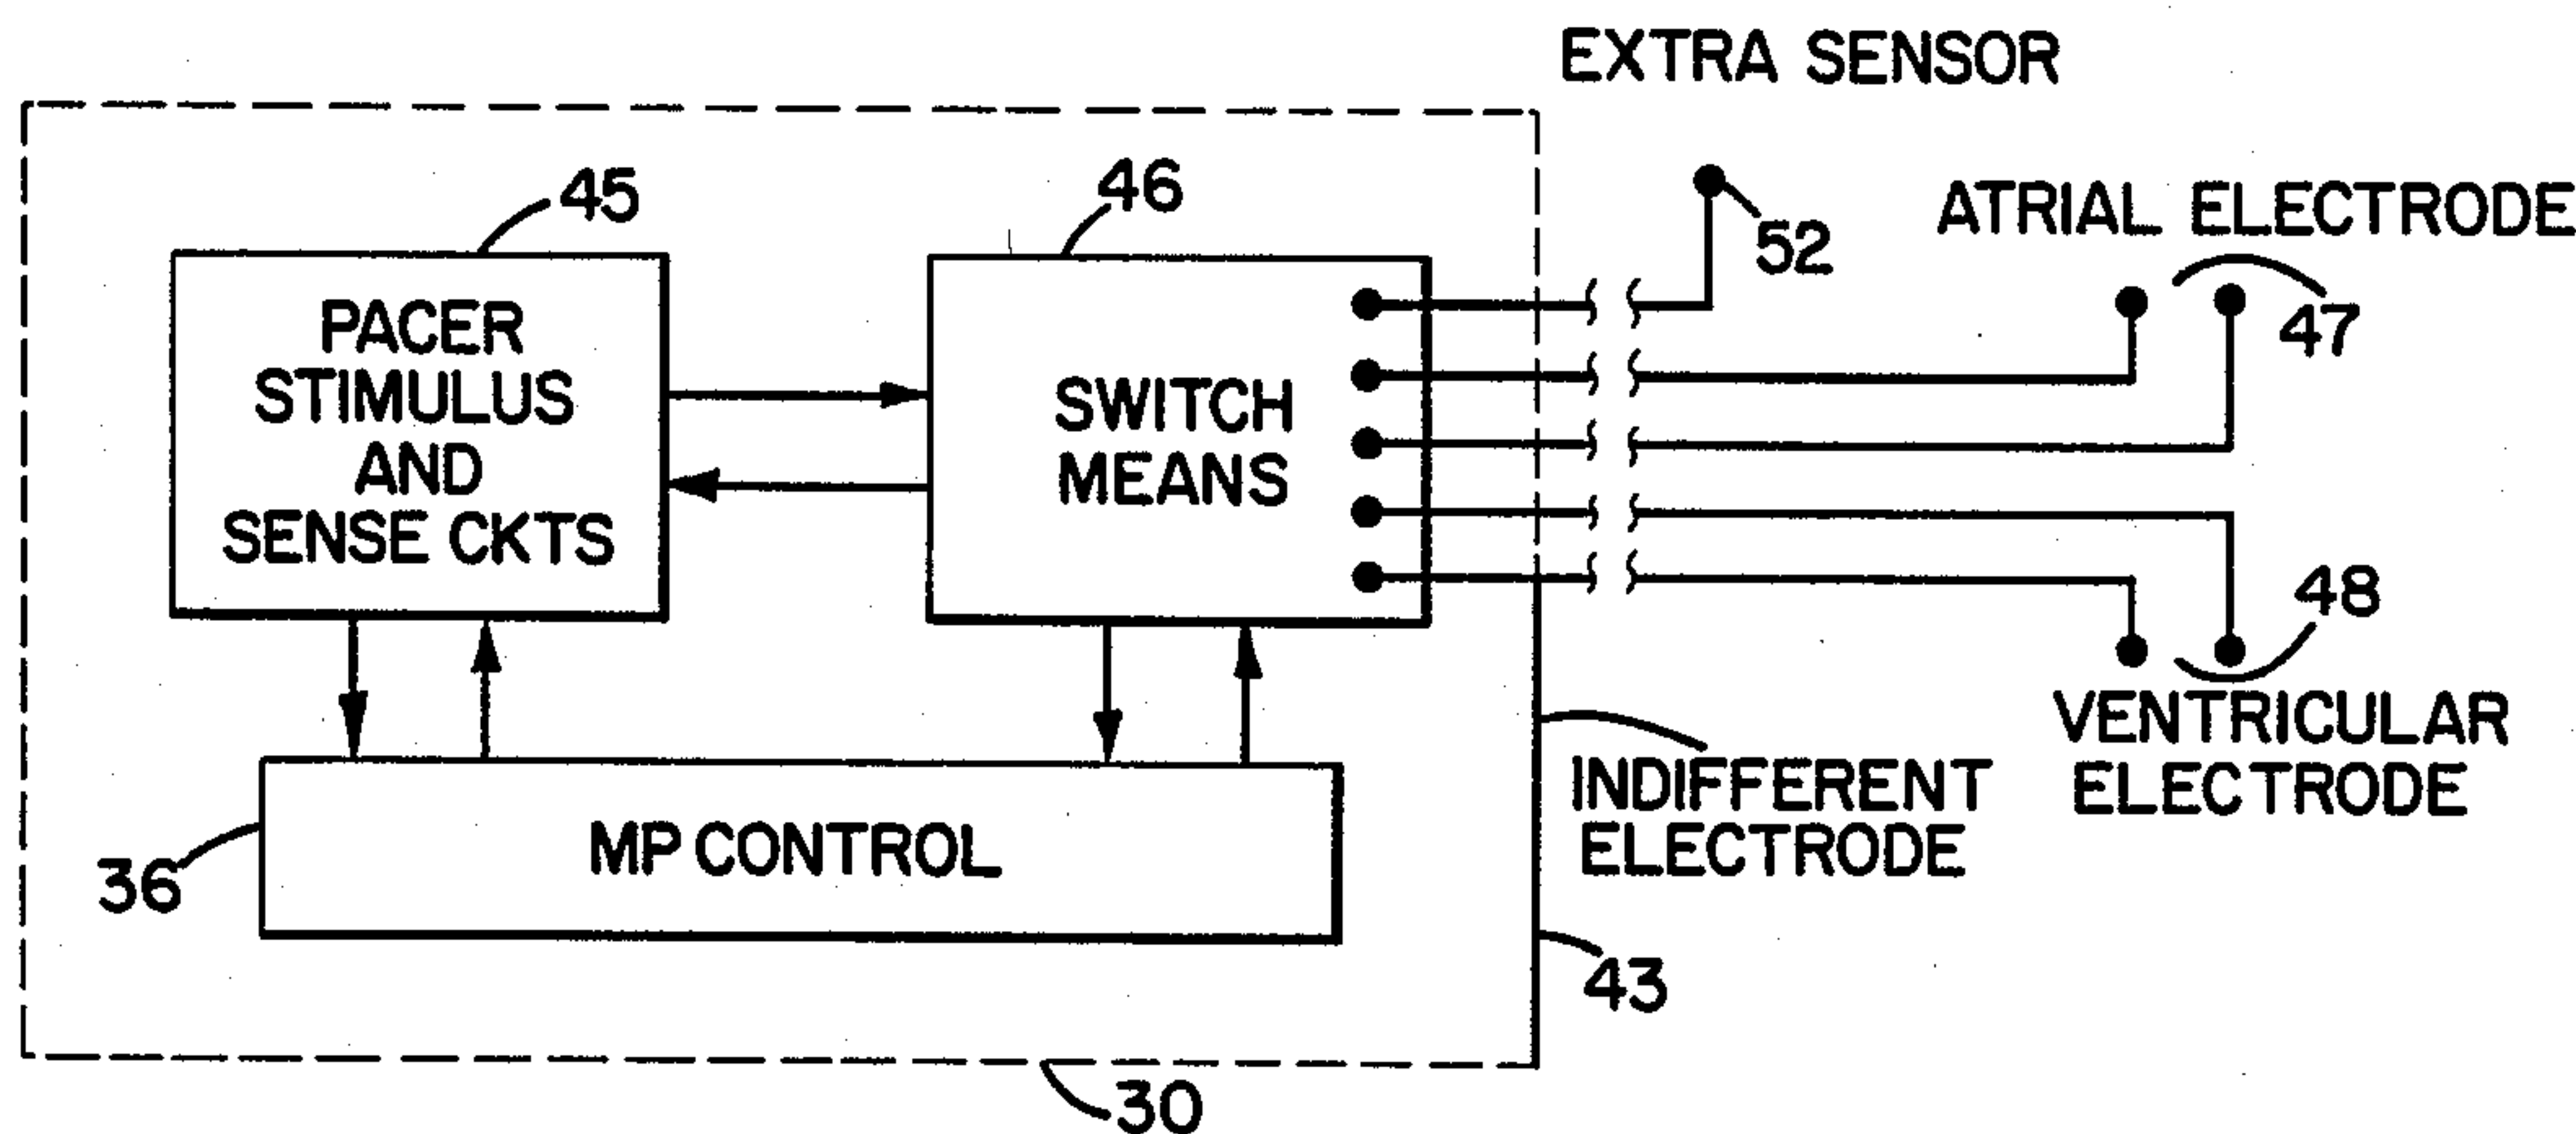 EXTRA SENSOR
45
46
52
ATRIAL ELECTRODE
47
PACER
STIMULUS
AND
SENSE CKTS
SWITCH
MEANS
48
VENTRICULAR
ELECTRODE
INDIFFERENT
ELECTRODE
36
MP CONTROL
43
30